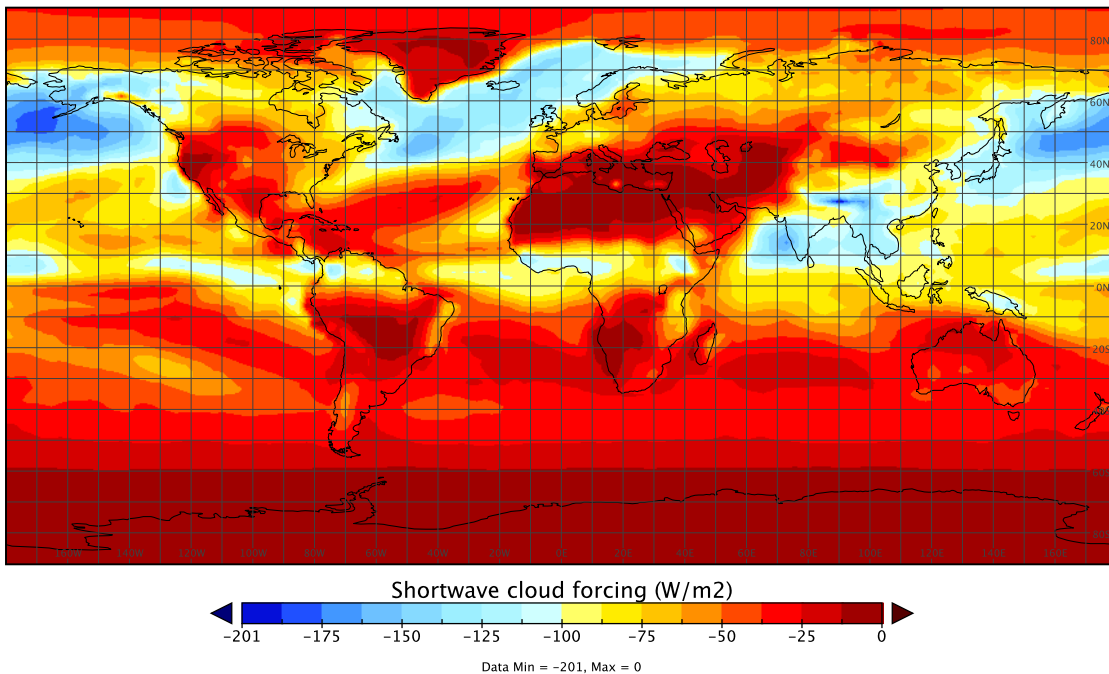 80N
60N
40N
20N
0N
20S
80S
160W 140W 120W 100W 80W 60W 40W 20W 0E 20E 40E 60E 80E 100E 120E 140E 160E
Shortwave cloud forcing (W/m2)
-201 -175 -150 -125 -100 -75 -50 -25 0
Data Min = -201, Max = 0